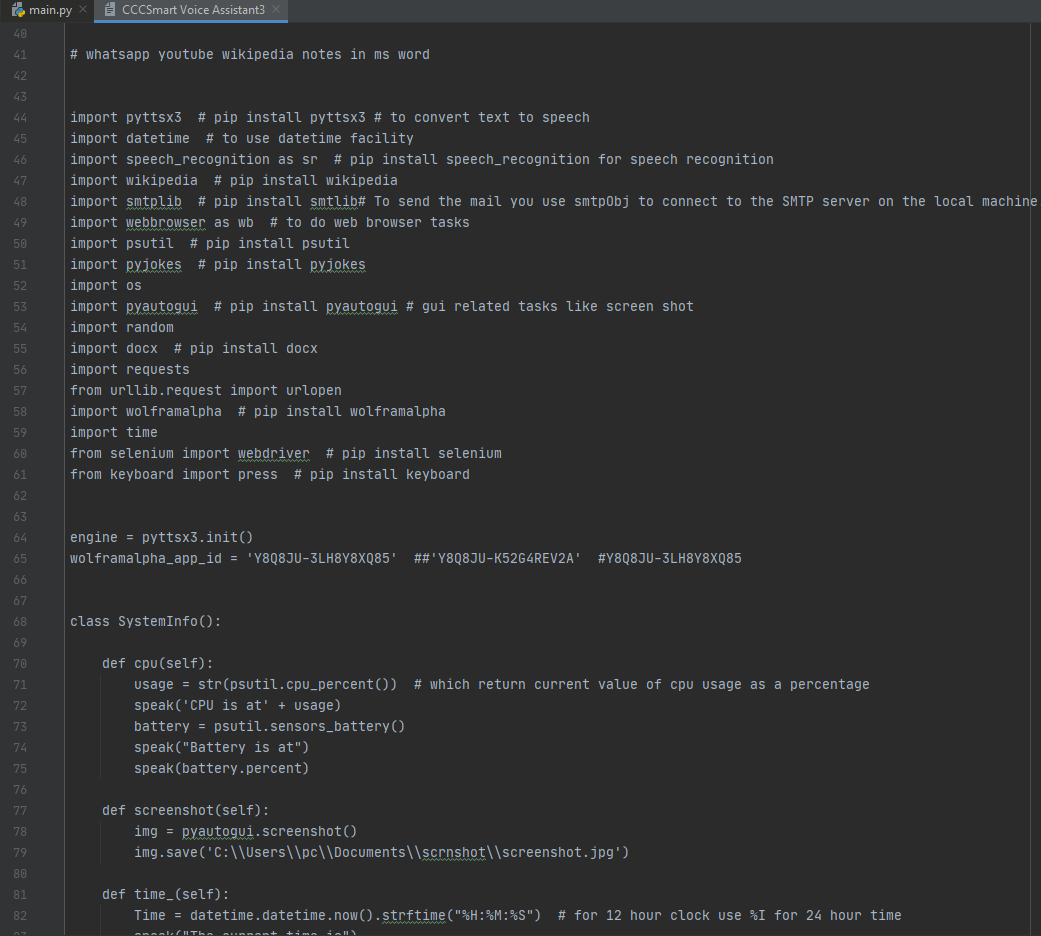 main.py × CCCSmart Voice Assistant3 ×
40
41 # whatsapp youtube wikipedia notes in ms word
42
43
44 import pyttsx3  # pip install pyttsx3 # to convert text to speech
45 import datetime  # to use datetime facility
46 import speech_recognition as sr  # pip install speech_recognition for speech recognition
47 import wikipedia  # pip install wikipedia
48 import smtplib  # pip install smtlib# To send the mail you use smtpObj to connect to the SMTP server on the local machine
49 import webbrowser as wb  # to do web browser tasks
50 import psutil  # pip install psutil
51 import pyjokes  # pip install pyjokes
52 import os
53 import pyautogui  # pip install pyautogui # gui related tasks like screen shot
54 import random
55 import docx  # pip install docx
56 import requests
57 from urllib.request import urlopen
58 import wolframalpha  # pip install wolframalpha
59 import time
60 from selenium import webdriver  # pip install selenium
61 from keyboard import press  # pip install keyboard
62
63
64 engine = pyttsx3.init()
65 wolframalpha_app_id = 'Y8Q8JU-3LH8Y8XQ85'  ##'Y8Q8JU-K52G4REV2A'  #Y8Q8JU-3LH8Y8XQ85
66
67
68 class SystemInfo():
69
70     def cpu(self):
71         usage = str(psutil.cpu_percent())  # which return current value of cpu usage as a percentage
72         speak('CPU is at' + usage)
73         battery = psutil.sensors_battery()
74         speak("Battery is at")
75         speak(battery.percent)
76
77     def screenshot(self):
78         img = pyautogui.screenshot()
79         img.save('C:\\Users\\pc\\Documents\\scrnshot\\screenshot.jpg')
80
81     def time_(self):
82         Time = datetime.datetime.now().strftime("%H:%M:%S")  # for 12 hour clock use %I for 24 hour time
83         speak("The current time is")